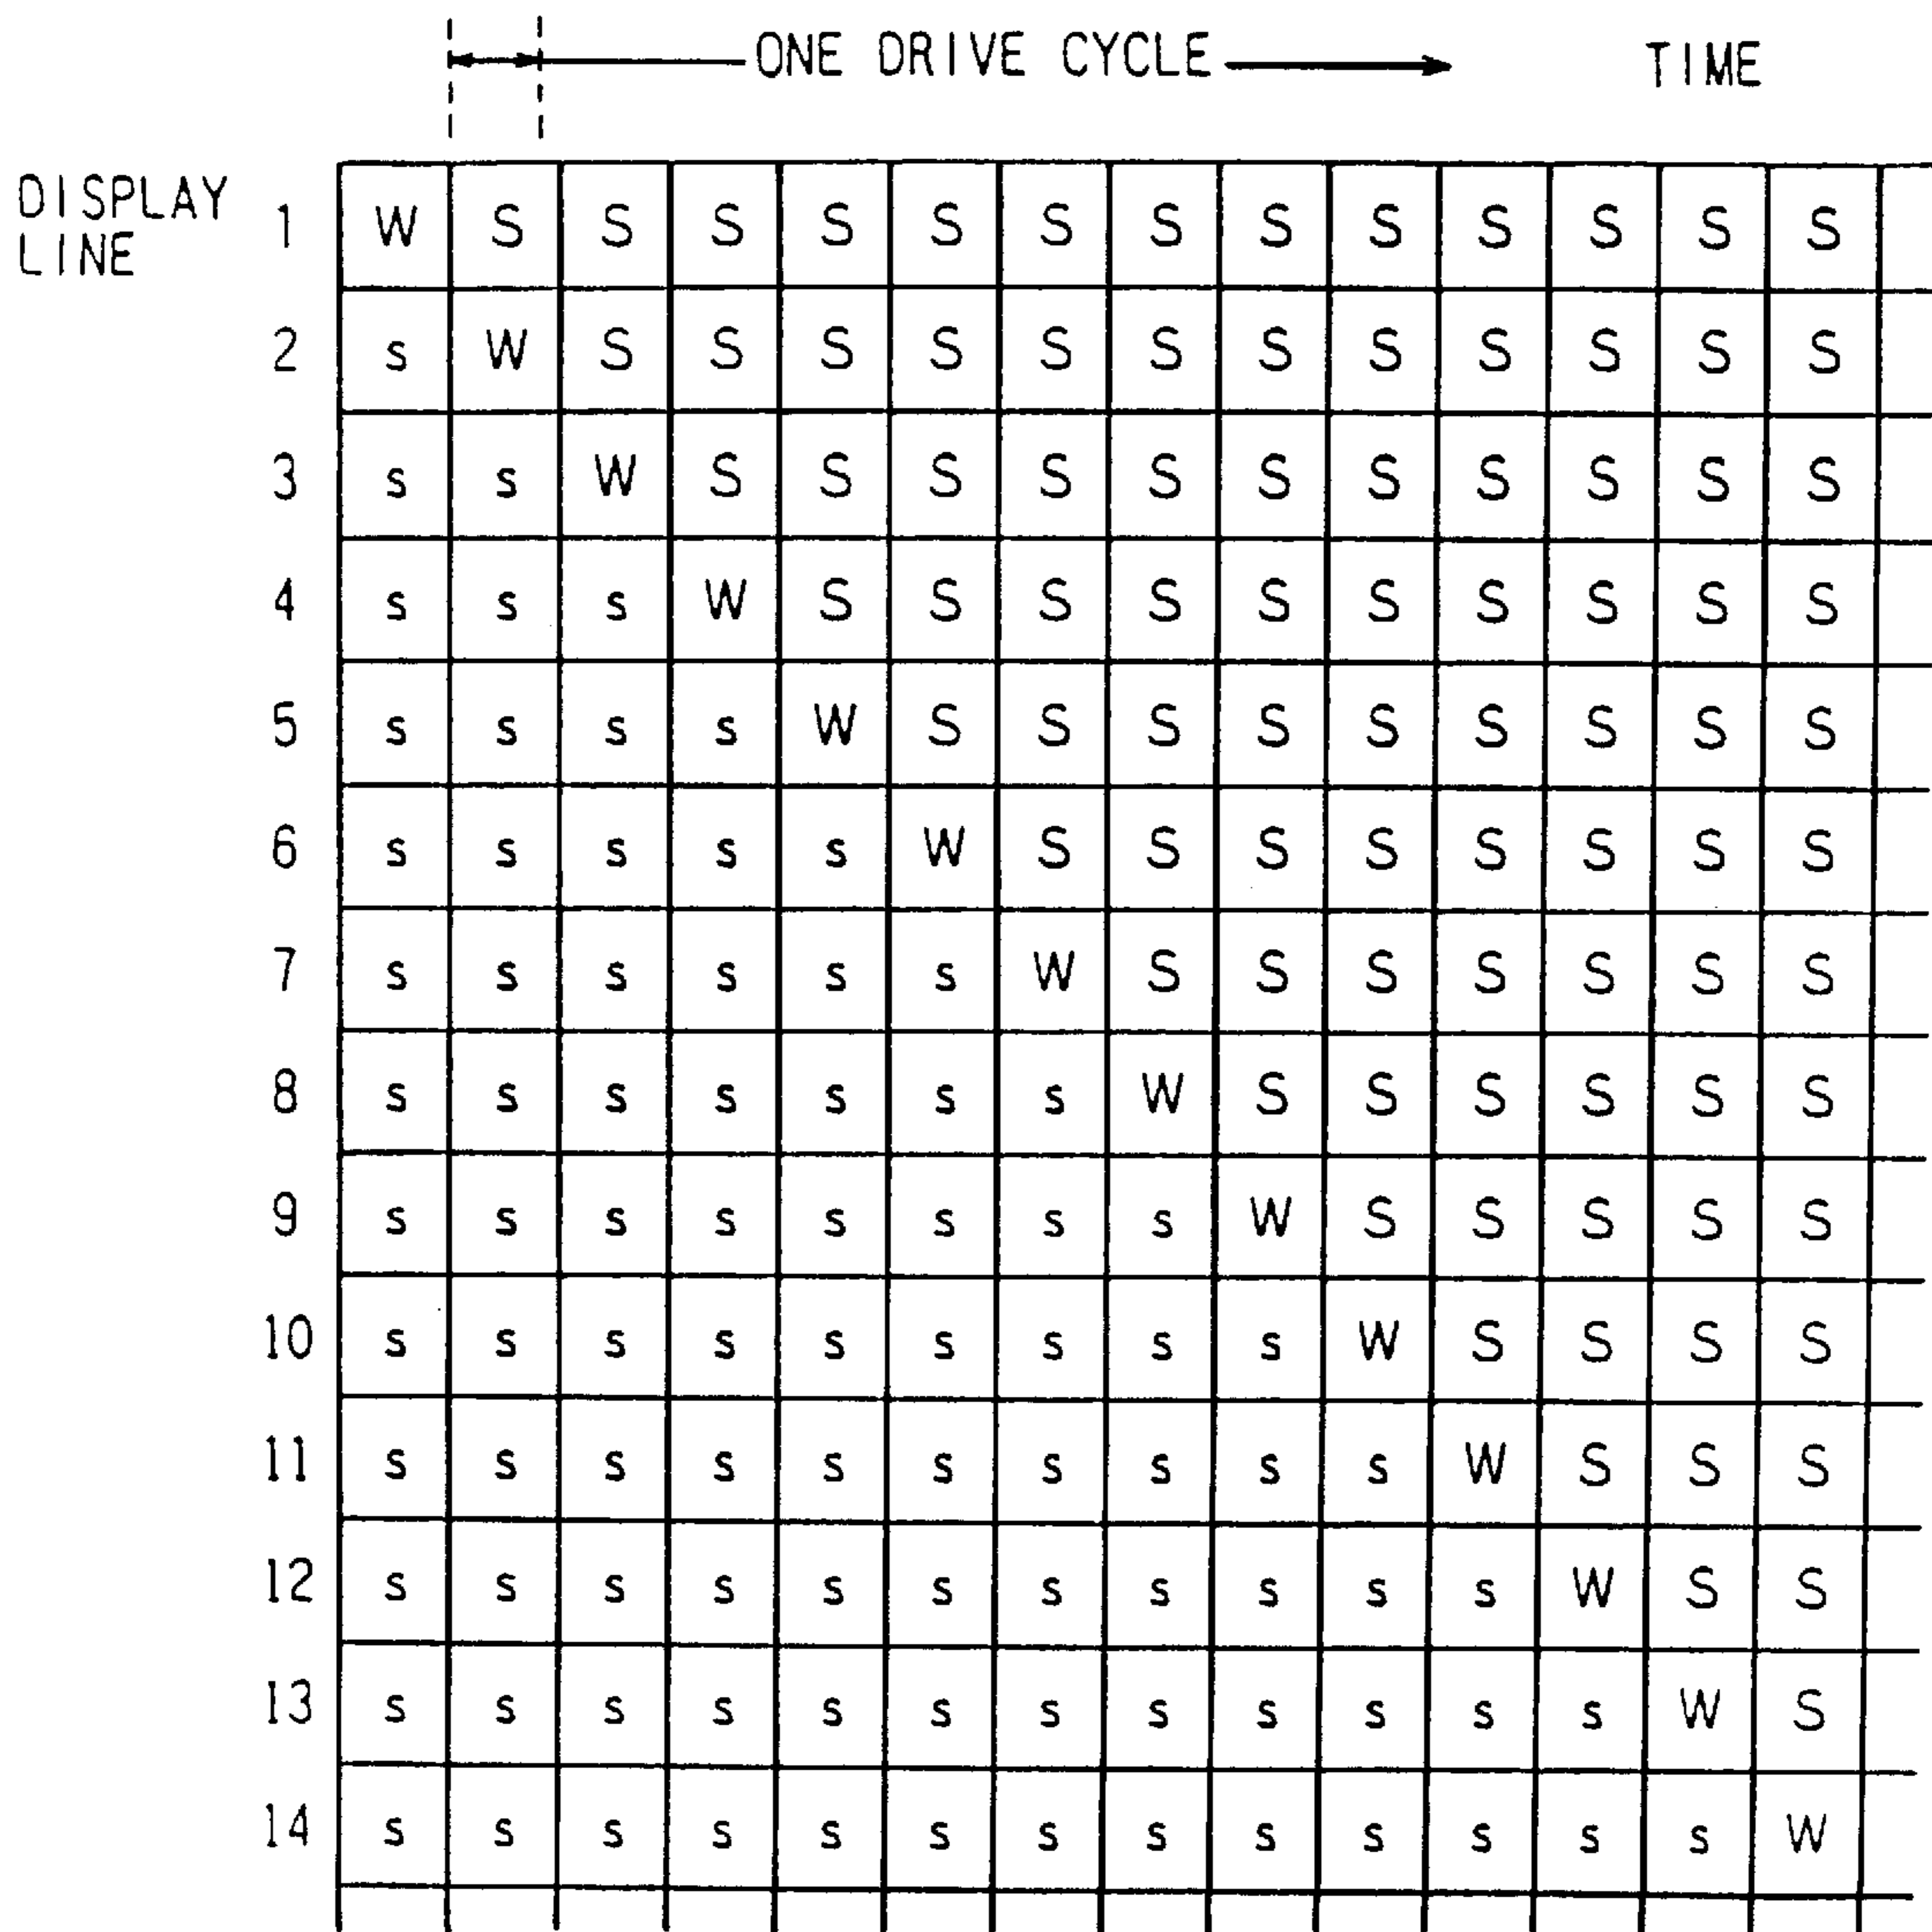 ONE DRIVE CYCLE TIME
DISPLAY
LINE
1 W S S S S S S S S S S S S S
2 s W S S S S S S S S S S S S
3 s s W S S S S S S S S S S S
4 s s s W S S S S S S S S S S
5 s s s s W S S S S S S S S S
6 s s s s s W S S S S S S S S
7 s s s s s s W S S S S S S S
8 s s s s s s s W S S S S S S
9 s s s s s s s s W S S S S S
10 s s s s s s s s s W S S S S
11 s s s s s s s s s s W S S S
12 s s s s s s s s s s s W S S
13 s s s s s s s s s s s s W S
14 s s s s s s s s s s s s s W